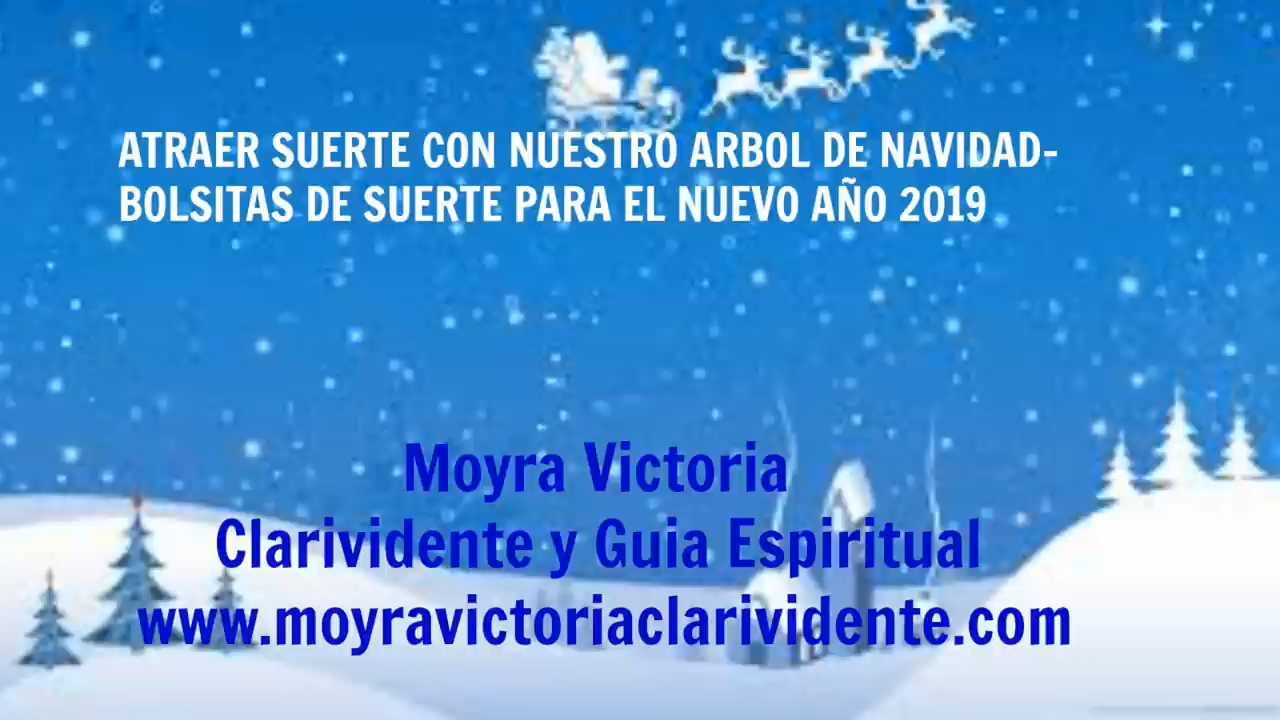 ATRAER SUERTE CON NUESTRO ARBOL DE NAVIDAD-
BOLSITAS DE SUERTE PARA EL NUEVO AÑO 2019
Moyra Victoria
Clarividente y Guia Espiritual
www.moyravictoriaclarividente.com